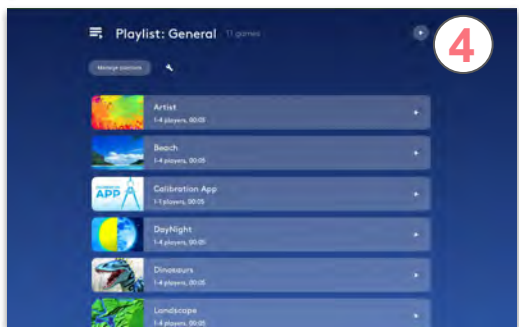 Playlist: General 11 games
4
Manage playlists
Artist
1-4 players, 00:05
Beach
1-4 players, 00:05
APP
Calibration App
1-1 players, 00:05
DayNight
1-4 players, 00:05
Dinosaurs
1-4 players, 00:05
Landscape
1-4 players, 00:05